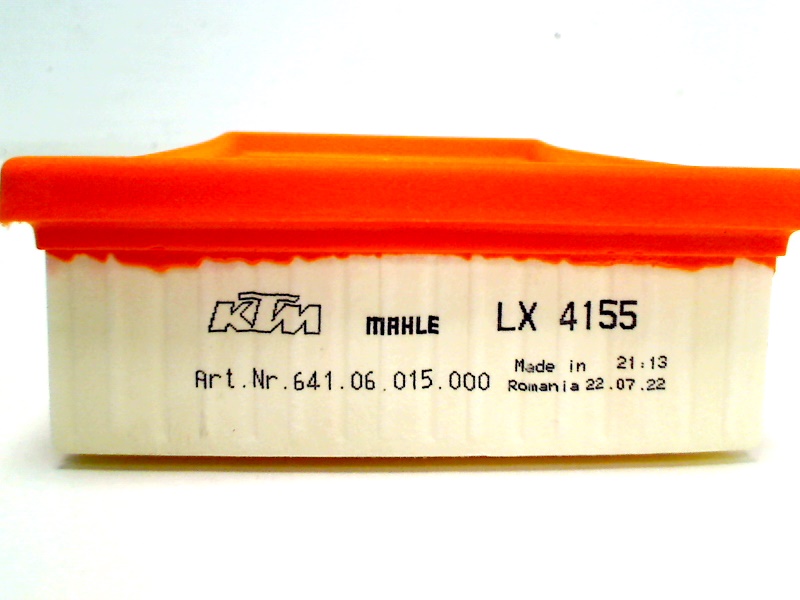 KTM MAHLE LX 4155
Art.Nr.641.06.015.000
Made in 21:13
Romania 22.07.22